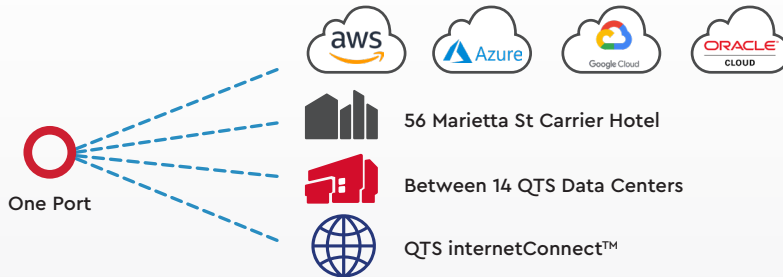 aws
Azure
Google Cloud
ORACLE®
CLOUD
56 Marietta St Carrier Hotel
Between 14 QTS Data Centers
One Port
QTS internetConnect™